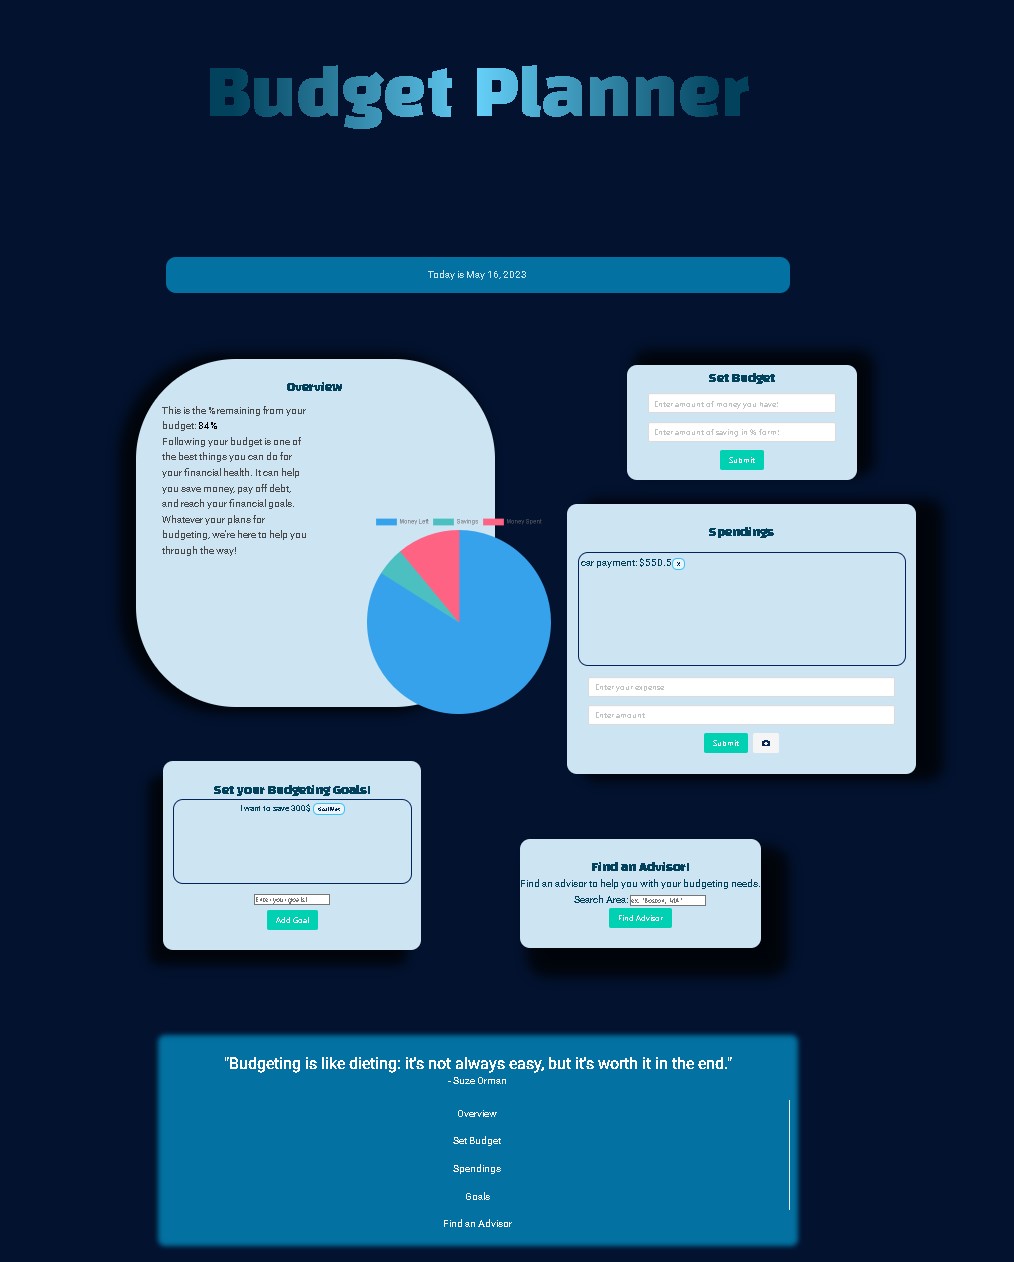 Budget Planner
Today is May 16, 2023
Overview
This is the % remaining from your
budget: 84%
Following your budget is one of
the best things you can do for
your financial health. It can help
you save money, pay off debt,
and reach your financial goals.
Whatever your plans for
budgeting, we're here to help you
through the way!
Money Left
Savings
Money Spent
Set Budget
Enter amount of money you have!
Enter amount of saving in % form!
Submit
Spendings
car payment: $550.5 x
Enter your expense
Enter amount
Submit
Set your Budgeting Goals!
I want to save 300$ Goal Met
Enter your goals!
Add Goal
Find an Advisor!
Find an advisor to help you with your budgeting needs.
Search Area: ex. "Boston, MA"
Find Advisor
"Budgeting is like dieting: it's not always easy, but it's worth it in the end."
- Suze Orman
Overview
Set Budget
Spendings
Goals
Find an Advisor